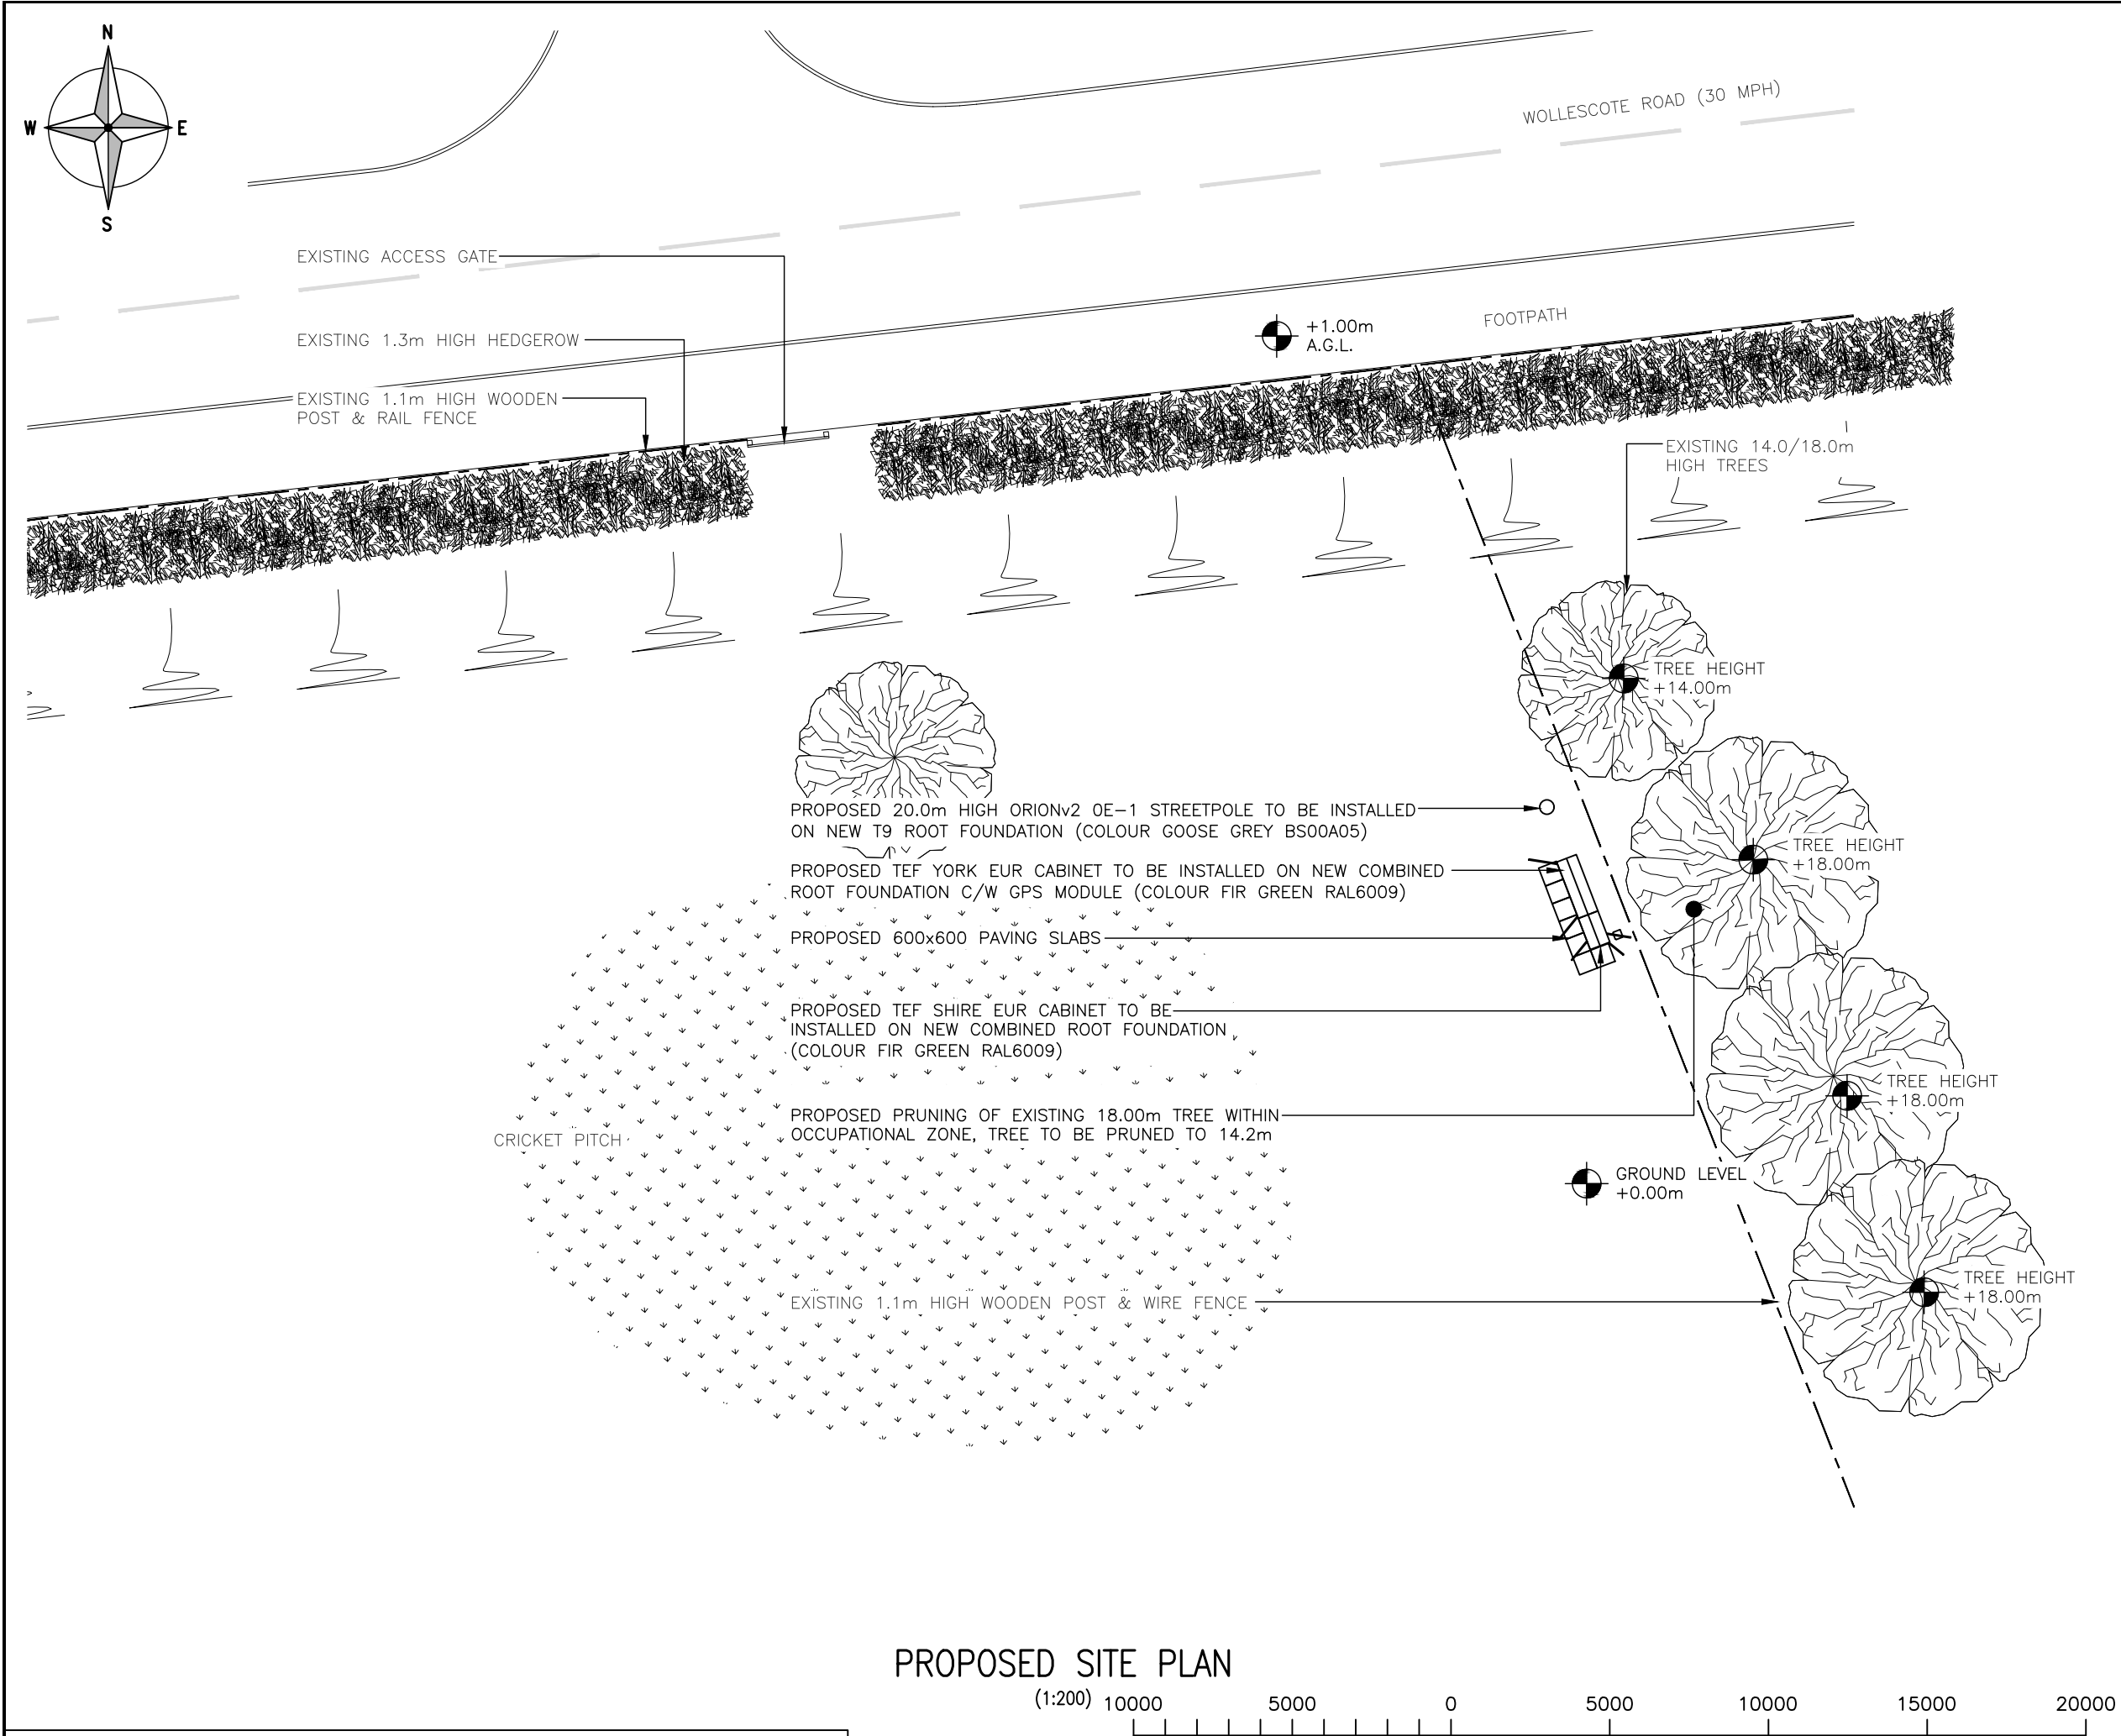 N
W
E
S
WOLLESCOTE ROAD (30 MPH)
EXISTING ACCESS GATE
FOOTPATH
+1.00m
A.G.L.
EXISTING 1.3m HIGH HEDGEROW
EXISTING 1.1m HIGH WOODEN
POST & RAIL FENCE
EXISTING 14.0/18.0m
HIGH TREES
TREE HEIGHT
+14.00m
PROPOSED 20.0m HIGH ORIONv2 OE-1 STREETPOLE TO BE INSTALLED
ON NEW T9 ROOT FOUNDATION (COLOUR GOOSE GREY BS00A05)
TREE HEIGHT
+18.00m
PROPOSED TEF YORK EUR CABINET TO BE INSTALLED ON NEW COMBINED
ROOT FOUNDATION C/W GPS MODULE (COLOUR FIR GREEN RAL6009)
PROPOSED 600x600 PAVING SLABS
PROPOSED TEF SHIRE EUR CABINET TO BE
INSTALLED ON NEW COMBINED ROOT FOUNDATION
(COLOUR FIR GREEN RAL6009)
TREE HEIGHT
+18.00m
PROPOSED PRUNING OF EXISTING 18.00m TREE WITHIN
OCCUPATIONAL ZONE, TREE TO BE PRUNED TO 14.2m
CRICKET PITCH
GROUND LEVEL
+0.00m
TREE HEIGHT
+18.00m
EXISTING 1.1m HIGH WOODEN POST & WIRE FENCE
PROPOSED SITE PLAN
(1:200)
10000 5000 0 5000 10000 15000 20000